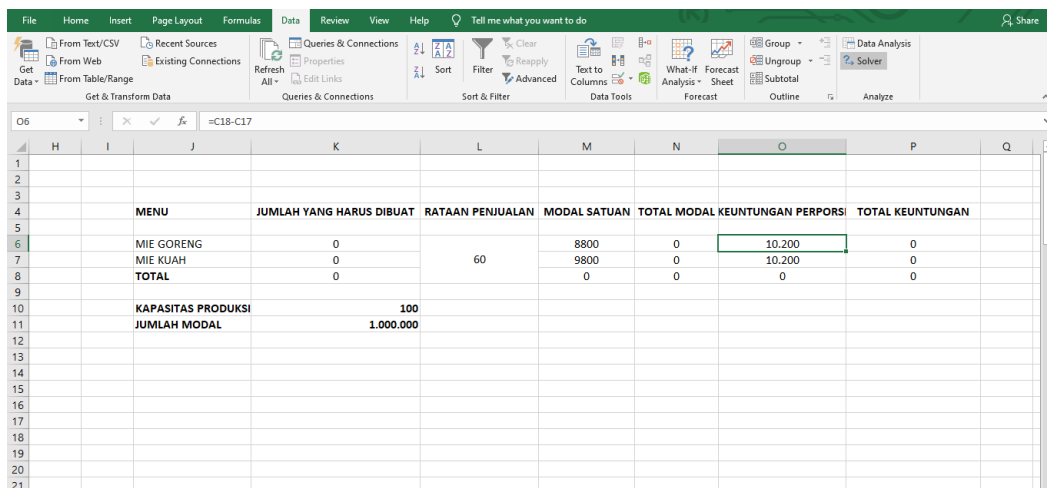 File Home Insert Page Layout Formulas Data Review View Help Tell me what you want to do Share
From Text/CSV Recent Sources Queries & Connections Clear Group Data Analysis
From Web Existing Connections Properties Reapply Ungroup Solver
Get Data From Table/Range Refresh All Edit Links Sort Filter Advanced Text to Columns What-If Analysis Forecast Sheet Subtotal
Get & Transform Data Queries & Connections Sort & Filter Data Tools Forecast Outline Analyze
O6 fx =C18-C17
H I J K L M N O P Q
1
2
3
4 MENU JUMLAH YANG HARUS DIBUAT RATAAN PENJUALAN MODAL SATUAN TOTAL MODAL KEUNTUNGAN PERPORSI TOTAL KEUNTUNGAN
5
6 MIE GORENG 0 8800 0 10.200 0
7 MIE KUAH 0 60 9800 0 10.200 0
8 TOTAL 0 0 0 0 0
9
10 KAPASITAS PRODUKSI 100
11 JUMLAH MODAL 1.000.000
12
13
14
15
16
17
18
19
20
21